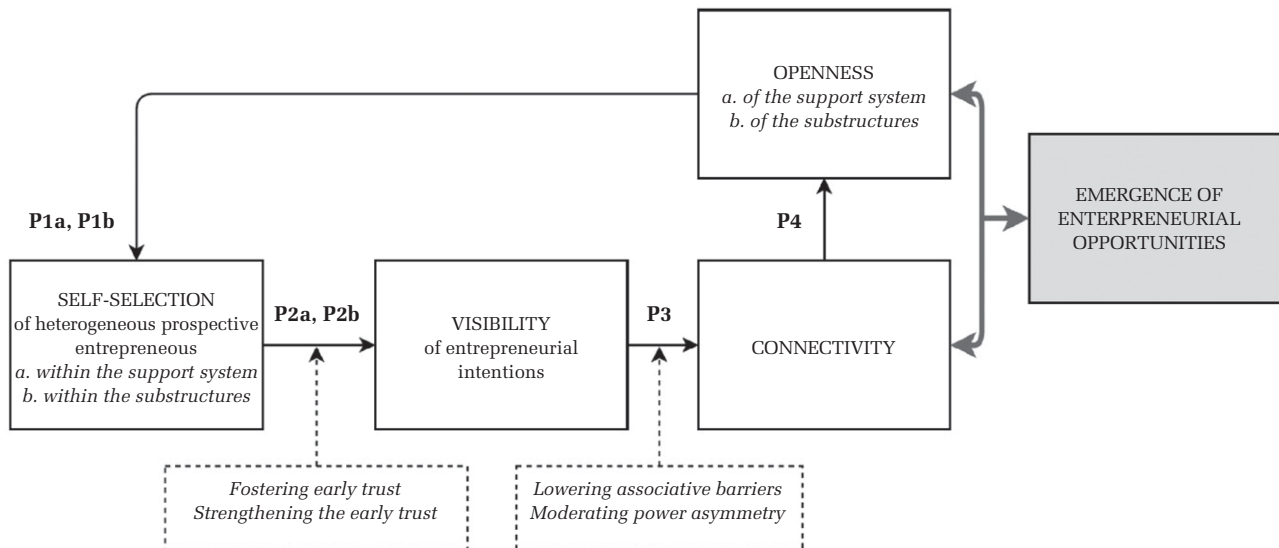 OPENNESS
a. of the support system
b. of the substructures
EMERGENCE OF
ENTERPRENEURIAL
OPPORTUNITIES
P1a, P1b
P4
SELF-SELECTION
of heterogeneous prospective
entrepreneous
a. within the support system
b. within the substructures
P2a, P2b
VISIBILITY
of entrepreneurial
intentions
P3
CONNECTIVITY
Fostering early trust
Strengthening the early trust
Lowering associative barriers
Moderating power asymmetry